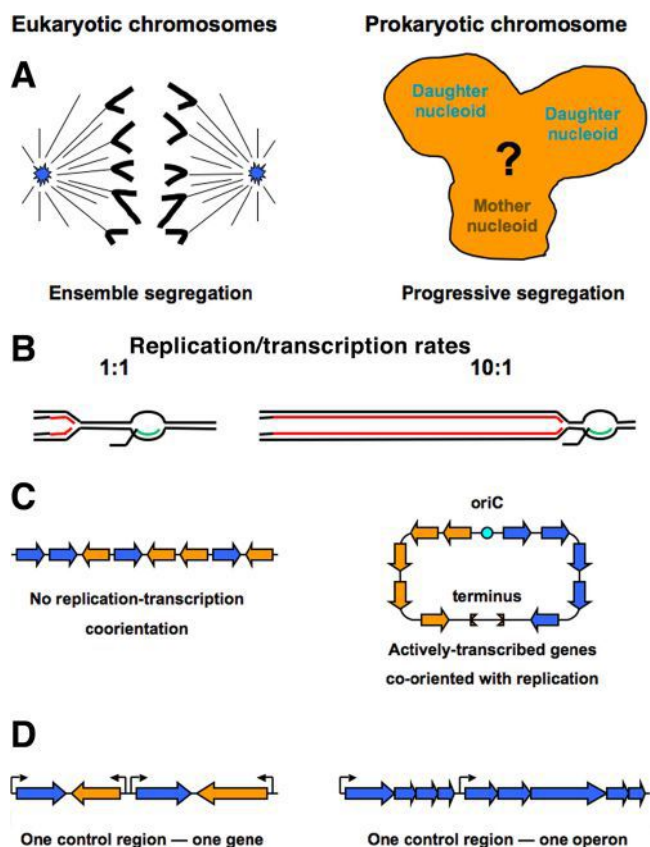 Eukaryotic chromosomes
Prokaryotic chromosome
A
Daughter
nucleoid
Daughter
nucleoid
?
Mother
nucleoid
Ensemble segregation
Progressive segregation
B
Replication/transcription rates
1:1
10:1
C
oriC
terminus
No replication-transcription
coorientation
Actively-transcribed genes
co-oriented with replication
D
One control region — one gene
One control region — one operon